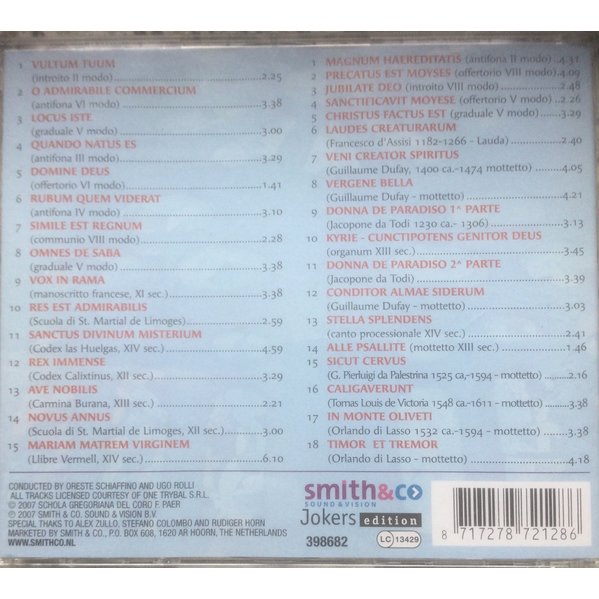 1 VULTUM TUUM
(introito II modo) 2.25
2 O ADMIRABILE COMMERCIUM
(antifona VI modo) 3.38
3 LOCUS ISTE
(graduale V modo) 3.00
4 QUANDO NATUS ES
(antifona III modo) 3.29
5 DOMINE DEUS
(offertorio VI modo) 1.41
6 RUBUM QUEM VIDERAT
(antifona IV modo) 3.10
7 SIMILE EST REGNUM
(communio VIII modo) 2.28
8 OMNES DE SABA
(graduale V modo) 3.38
9 VOX IN RAMA
(manoscritto francese, XI sec.) 3.38
10 RES EST ADMIRABILIS
(Scuola di St. Martial de Limoges) 2.59
11 SANCTUS DIVINUM MISTERIUM
(Codex las Huelgas, XIV sec.) 4.59
12 REX IMMENSE
(Codex Calixtinus, XII sec.) 3.29
13 AVE NOBILIS
(Carmina Burana, XIII sec.) 2.21
14 NOVUS ANNUS
(Scuola di St. Martial de Limoges, XII sec.) 3.00
15 MARIAM MATREM VIRGINEM
(Llibre Vermell, XIV sec.) 6.10
1 MAGNUM HAEREDITATIS (antifona II modo) 4.31
2 PRECATUS EST MOYSES (offertorio VIII modo) 4.09
3 JUBILATE DEO (introito VIII modo) 2.48
4 SANCTIFICAVIT MOYESE (offertorio V modo) 2.26
5 CHRISTUS FACTUS EST (graduale V modo) 3.29
6 LAUDES CREATURARUM
(Francesco d'Assisi 1182-1266 - Lauda) 2.40
7 VENI CREATOR SPIRITUS
(Guillaume Dufay, 1400 ca.-1474 mottetto) 4.05
8 VERGENE BELLA
(Guillaume Dufay - mottetto) 4.21
9 DONNA DE PARADISO 1^ PARTE
(Jacopone da Todi 1230 ca.- 1306) 3.13
10 KYRIE - CUNCTIPOTENS GENITOR DEUS
(organum XIII sec.) 3.45
11 DONNA DE PARADISO 2^ PARTE
(Jacopone da Todi) 3.39
12 CONDITOR ALMAE SIDERUM
(Guillaume Dufay - mottetto) 3.03
13 STELLA SPLENDENS
(canto processionale XIV sec.) 2.41
14 ALLE PSALLITE (mottetto XIII sec.) 1.46
15 SICUT CERVUS
(G. Pierluigi da Palestrina 1525 ca,-1594 - mottetto) 2.16
16 CALIGAVERUNT
(Tomas Louis de Victoria 1548 ca.-1611 - mottetto) 3.38
17 IN MONTE OLIVETI
(Orlando di Lasso 1532 ca.-1594 - mottetto) 3.38
18 TIMOR ET TREMOR
(Orlando di Lasso - mottetto) 4.18
CONDUCTED BY ORESTE SCHIAFFINO AND UGO ROLLI
ALL TRACKS LICENSED COURTESY OF ONE TRYBAL S.R.L.
© 2007 SCHOLA GREGORIANA DEL CORO F. PAER
℗ 2007 SMITH & CO. SOUND & VISION B.V
SPECIAL THAKS TO ALEX ZULLO, STEFANO COLOMBO AND RUDIGER HORN
MARKETED BY SMITH & CO., P.O. BOX 608, 1620 AR HOORN, THE NETHERLANDS
WWW.SMITHCO.NL
smith&co
SOUND & VISION
Jokers edition
398682
LC 13429
8 717278 721286